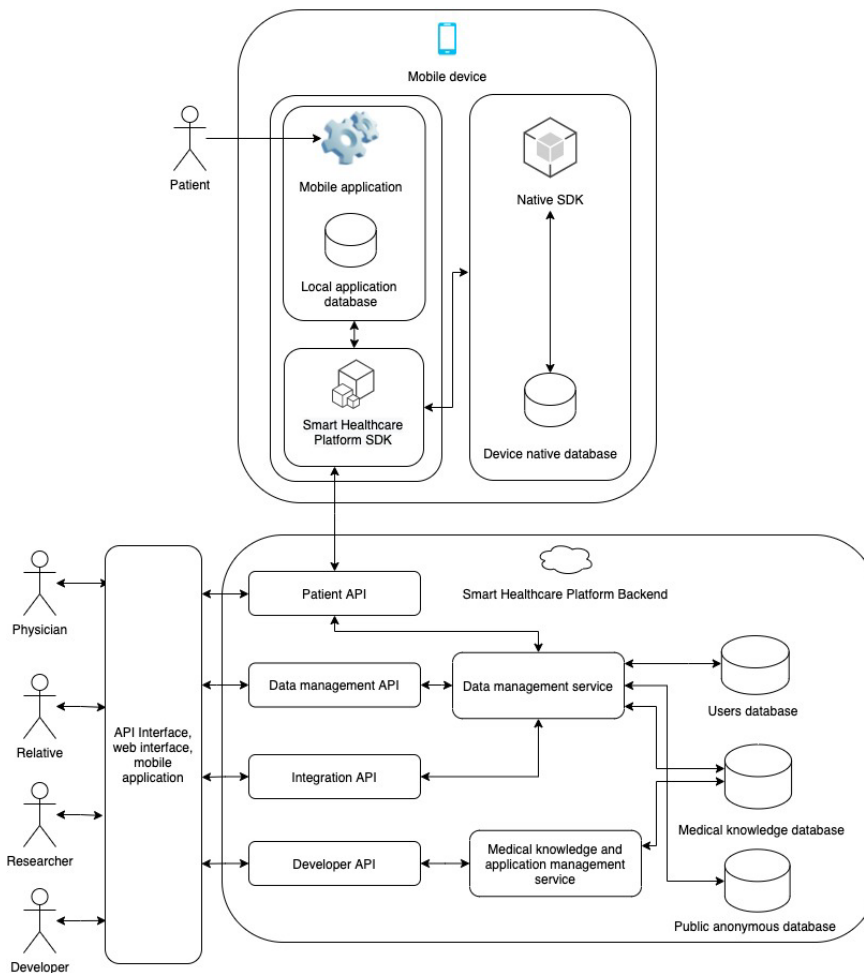 Mobile device
Patient
Mobile application
Native SDK
Local application
database
Smart Healthcare
Platform SDK
Device native database
Smart Healthcare Platform Backend
Physician
Relative
Researcher
Developer
API Interface,
web interface,
mobile
application
Patient API
Data management API
Data management service
Users database
Integration API
Medical knowledge database
Developer API
Medical knowledge and
application management
service
Public anonymous database